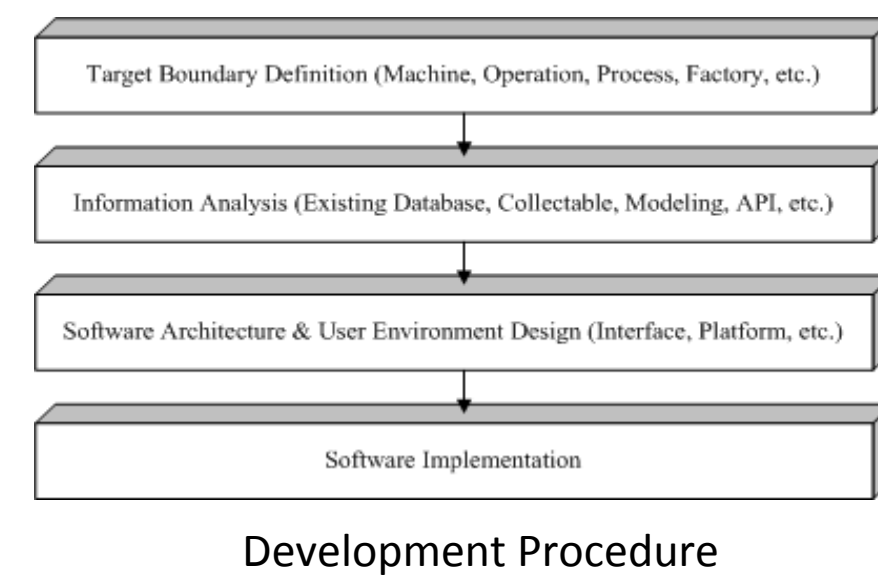 Target Boundary Definition (Machine, Operation, Process, Factory, etc.)
Information Analysis (Existing Database, Collectable, Modeling, API, etc.)
Software Architecture & User Environment Design (Interface, Platform, etc.)
Software Implementation
Development Procedure